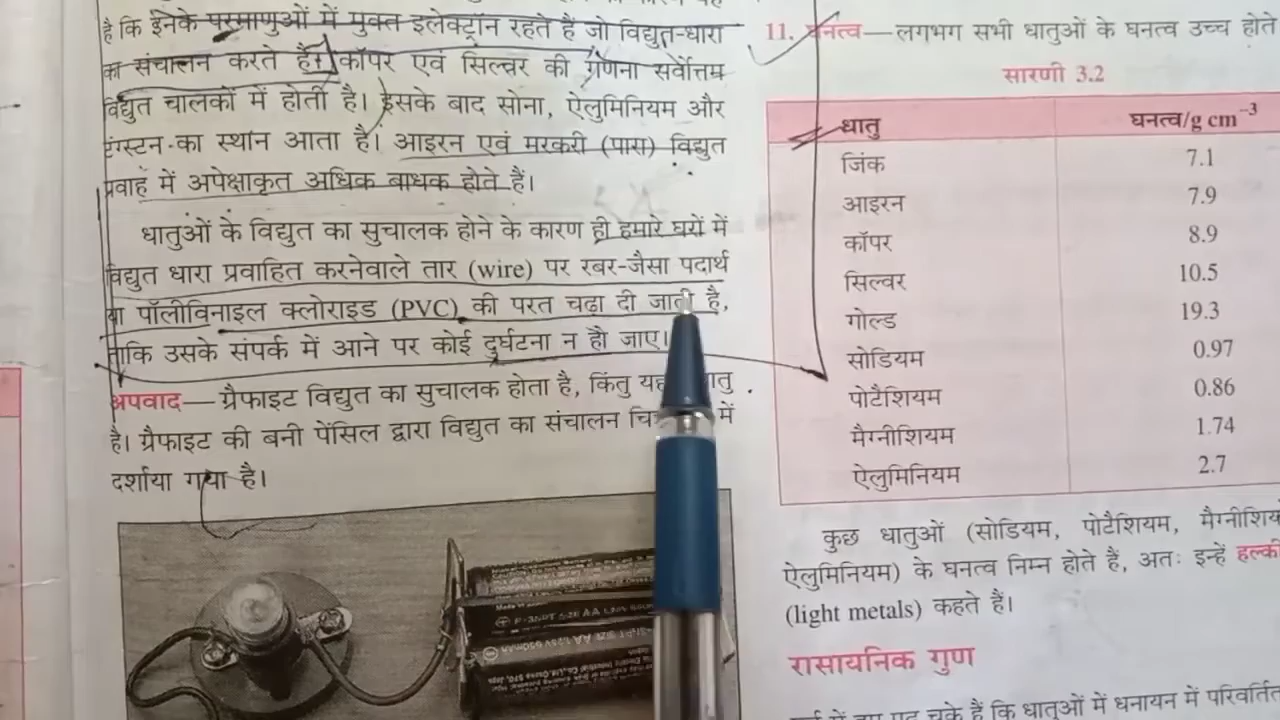 है कि इनके परमाणुओं में मुक्त इलेक्ट्रॉन रहते हैं जो विद्युत-धारा
का संचालन करते हैं। कॉपर एवं सिल्वर की गणना सर्वोत्तम
विद्युत चालकों में होती है। इसके बाद सोना, ऐलुमिनियम और
टंग्स्टन का स्थान आता है। आइरन एवं मरकरी (पारा) विद्युत
प्रवाह में अपेक्षाकृत अधिक बाधक होते हैं।
धातुओं के विद्युत का सुचालक होने के कारण ही हमारे घरों में
विद्युत धारा प्रवाहित करनेवाले तार (wire) पर रबर-जैसा पदार्थ
या पॉलीविनाइल क्लोराइड (PVC) की परत चढ़ा दी जाती है,
ताकि उसके संपर्क में आने पर कोई दुर्घटना न हो जाए।
अपवाद— ग्रैफाइट विद्युत का सुचालक होता है, किंतु यह
है। ग्रैफाइट की बनी पेंसिल द्वारा विद्युत का संचालन में
दर्शाया गया है।
11. घनत्व—लगभग सभी धातुओं के घनत्व उच्च होते
सारणी 3.2
धातु घनत्व/g cm⁻³
जिंक 7.1
आइरन 7.9
कॉपर 8.9
सिल्वर 10.5
गोल्ड 19.3
सोडियम 0.97
पोटैशियम 0.86
मैग्नीशियम 1.74
ऐलुमिनियम 2.7
कुछ धातुओं (सोडियम, पोटैशियम, मैग्नीशिय
ऐलुमिनियम) के घनत्व निम्न होते हैं, अतः इन्हें हल्की
(light metals) कहते हैं।
रासायनिक गुण
कि धातुओं में धनायन में परिवर्तित